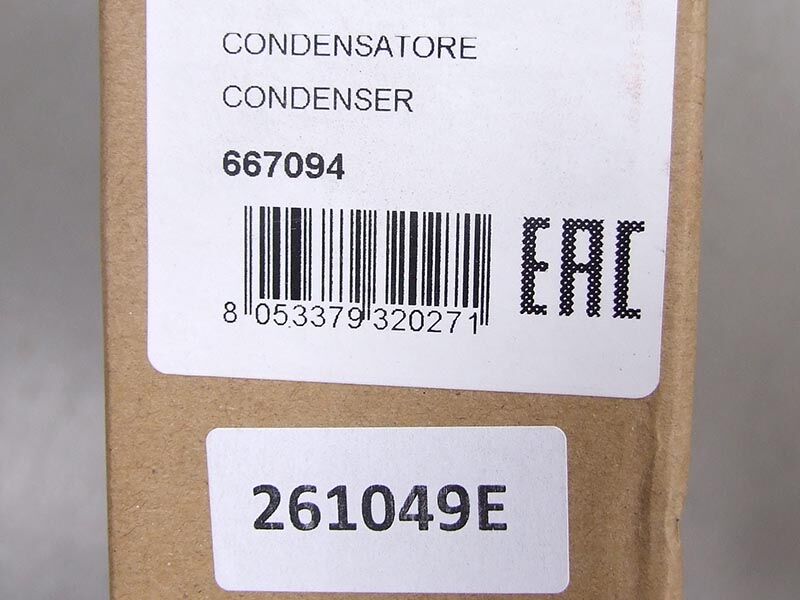 CONDENSATORE
CONDENSER
667094
EAC
8 053379 320271
261049E